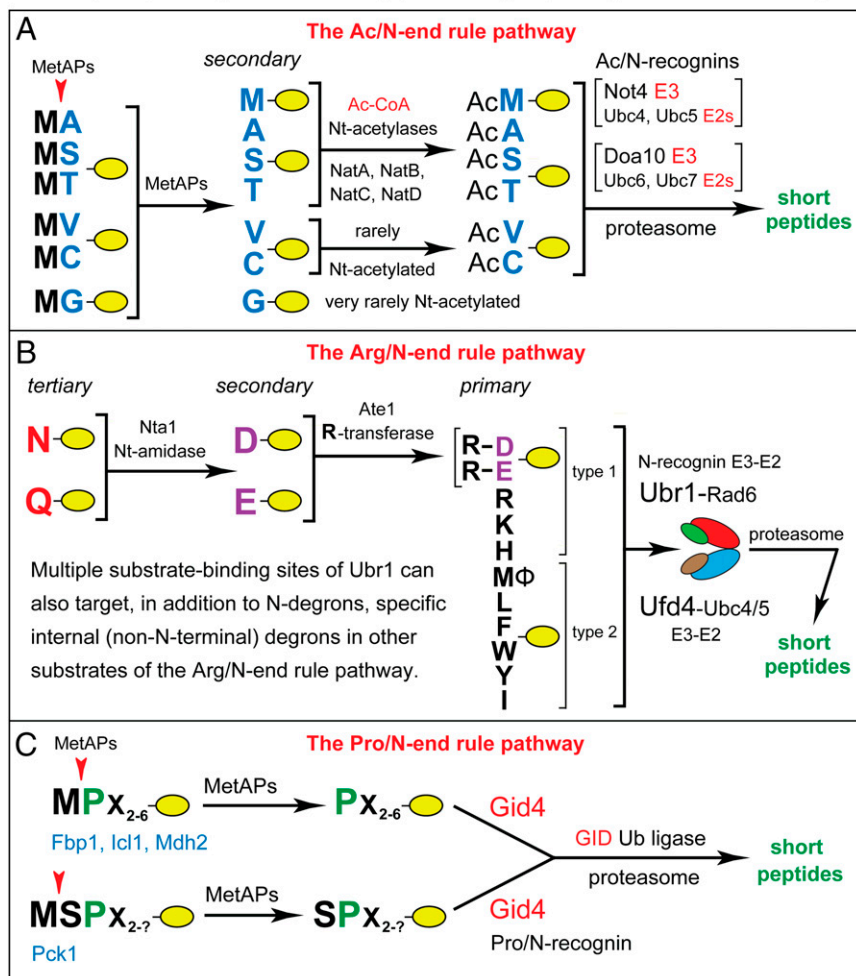 A
The Ac/N-end rule pathway
MetAPs
secondary
Ac/N-recognins
MA
MS
MT
MV
MC
MG
MetAPs
M
A
S
T
V
C
G
Ac-CoA
Nt-acetylases
NatA, NatB,
NatC, NatD
rarely
Nt-acetylated
very rarely Nt-acetylated
AcM
AcA
AcS
AcT
AcV
AcC
Not4 E3
Ubc4, Ubc5 E2s
Doa10 E3
Ubc6, Ubc7 E2s
proteasome
short
peptides
B
The Arg/N-end rule pathway
tertiary
secondary
primary
N
Q
Nta1
Nt-amidase
D
E
Ate1
R-transferase
R-D
R-E
R
K
H
MΦ
L
F
W
Y
I
type 1
type 2
N-recognin E3-E2
Ubr1-Rad6
proteasome
Ufd4-Ubc4/5
E3-E2
short
peptides
Multiple substrate-binding sites of Ubr1 can
also target, in addition to N-degrons, specific
internal (non-N-terminal) degrons in other
substrates of the Arg/N-end rule pathway.
C
The Pro/N-end rule pathway
MetAPs
MPX2-6
MetAPs
PX2-6
Gid4
Fbp1, Icl1, Mdh2
GID Ub ligase
proteasome
short
peptides
MSPX2-?
MetAPs
SPX2-?
Gid4
Pro/N-recognin
Pck1